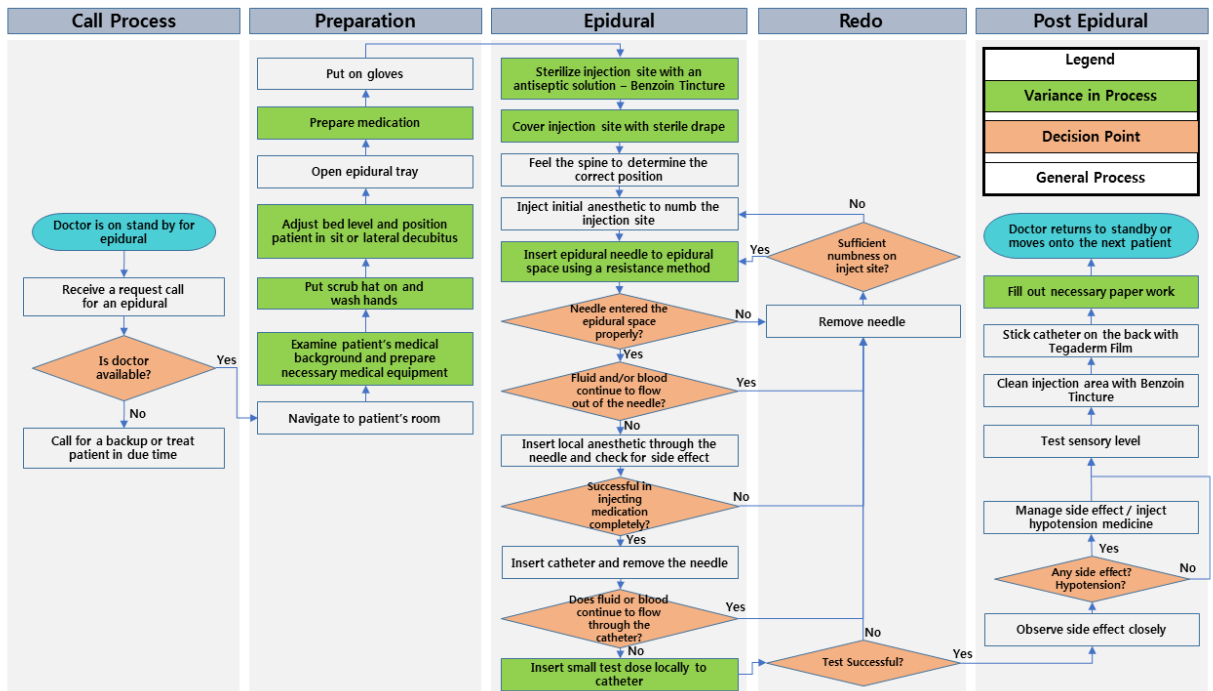 Call Process
Preparation
Epidural
Redo
Post Epidural
Doctor is on stand by for
epidural
Receive a request call
for an epidural
Is doctor
available?
Yes
No
Call for a backup or treat
patient in due time
Put on gloves
Prepare medication
Open epidural tray
Adjust bed level and position
patient in sit or lateral decubitus
Put scrub hat on and
wash hands
Examine patient's medical
background and prepare
necessary medical equipment
Navigate to patient's room
Sterilize injection site with an
antiseptic solution – Benzoin Tincture
Cover injection site with sterile drape
Feel the spine to determine the
correct position
Inject initial anesthetic to numb the
injection site
Insert epidural needle to epidural
space using a resistance method
Needle entered the
epidural space
properly?
No
Yes
Fluid and/or blood
continue to flow
out of the needle?
Yes
No
Insert local anesthetic through the
needle and check for side effect
Successful in
injecting
medication
completely?
No
Yes
Insert catheter and remove the needle
Does fluid or blood
continue to flow
through the
catheter?
Yes
No
Insert small test dose locally to
catheter
No
Yes
Sufficient
numbness on
inject site?
Remove needle
No
Test Successful?
Yes
Legend
Variance in Process
Decision Point
General Process
Doctor returns to standby or
moves onto the next patient
Fill out necessary paper work
Stick catheter on the back with
Tegaderm Film
Clean injection area with Benzoin
Tincture
Test sensory level
Manage side effect / inject
hypotension medicine
Yes
Any side effect?
Hypotension?
No
Observe side effect closely